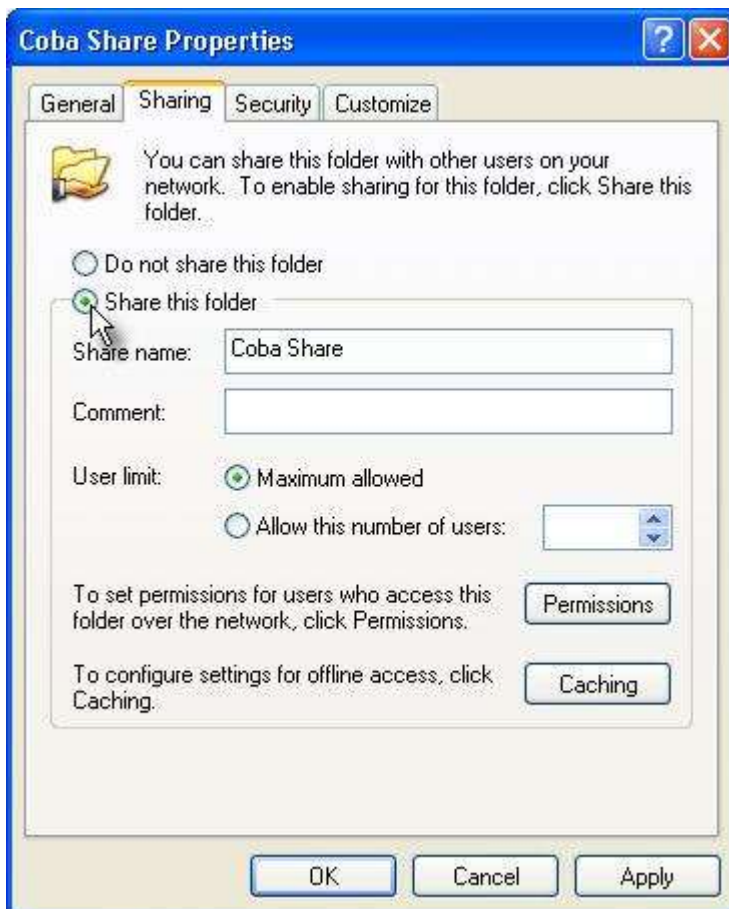 Coba Share Properties
?
General Sharing Security Customize
You can share this folder with other users on your
network. To enable sharing for this folder, click Share this
folder.
Do not share this folder
Share this folder
Share name: Coba Share
Comment:
User limit: Maximum allowed
Allow this number of users:
To set permissions for users who access this
folder over the network, click Permissions.
Permissions
To configure settings for offline access, click
Caching.
Caching
OK Cancel Apply